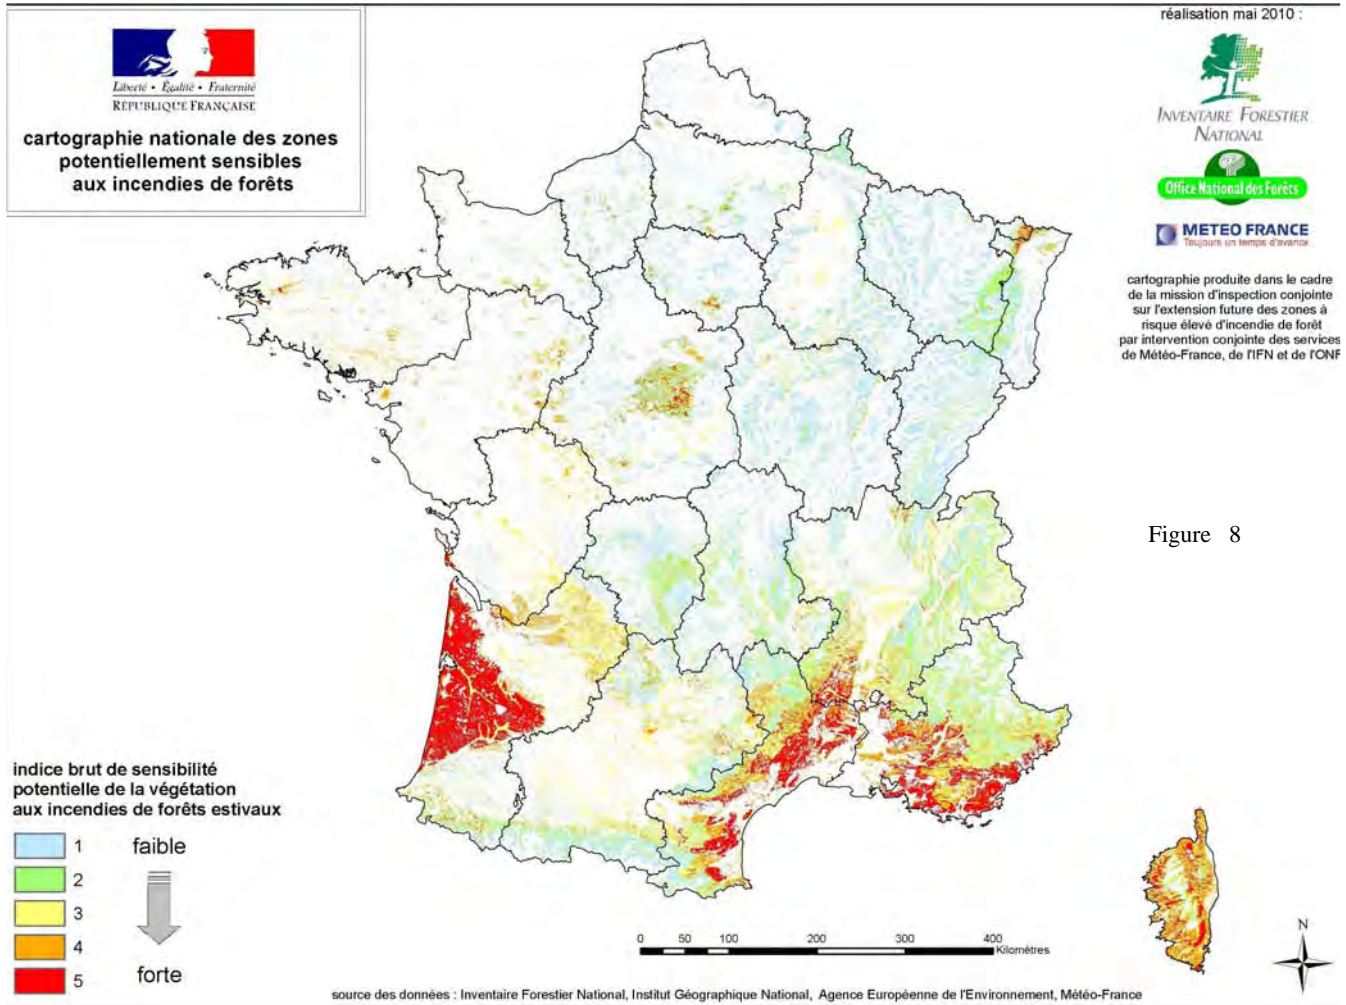 Liberté • Égalité • Fraternité
RÉPUBLIQUE FRANÇAISE
cartographie nationale des zones
potentiellement sensibles
aux incendies de forêts
réalisation mai 2010 :
INVENTAIRE FORESTIER
NATIONAL
Office National des Forêts
METEO FRANCE
Toujours un temps d'avance
cartographie produite dans le cadre
de la mission d'inspection conjointe
sur l'extension future des zones à
risque élevé d'incendie de forêt
par intervention conjointe des services
de Météo-France, de l'IFN et de l'ONF
Figure 8
indice brut de sensibilité
potentielle de la végétation
aux incendies de forêts estivaux
1 faible
2
3
4
5 forte
0 50 100 200 300 400
Kilomètres
N
source des données : Inventaire Forestier National, Institut Géographique National, Agence Européenne de l'Environnement, Météo-France